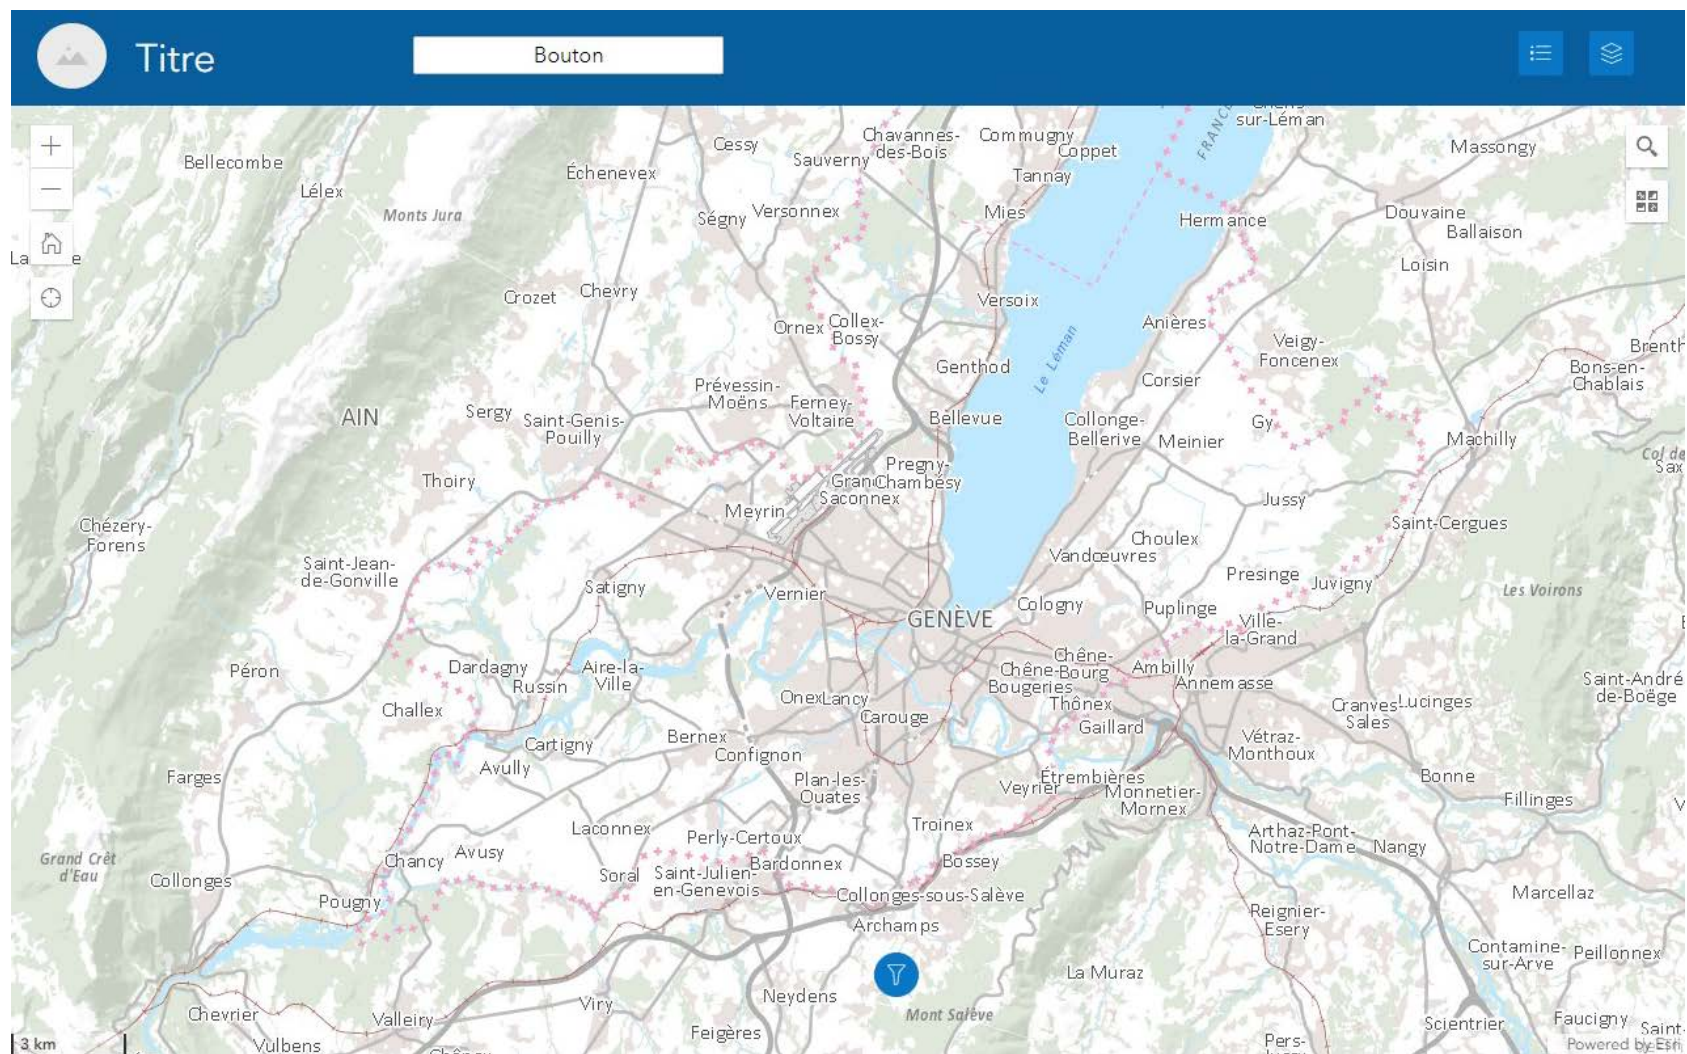 Titre
Bouton
Chens-
sur-Léman
FRANCE
Massongy
Cessy
Sauverny
Chavannes-
des-Bois
Commugny
Coppet
Tannay
Bellecombe
Lélex
Échenevex
Monts Jura
Ségny
Versonnex
Mies
Hermance
Douvaine
Ballaison
Loisin
Crozet
Chevry
Versoix
Ornex
Collex-
Bossy
Anières
Veigy-
Foncenex
Le Léman
Genthod
Corsier
Bons-en-
Chablais
Prévessin-
Moëns
Ferney-
Voltaire
AIN
Sergy
Saint-Genis-
Pouilly
Bellevue
Collonge-
Bellerive
Meinier
Gy
Machilly
Thoiry
Pregny-
Chambésy
Grand-
Saconnex
Col de
Meyrin
Jussy
Saint-Cergues
Chézery-
Forens
Choulex
Vandœuvres
Saint-Jean-
de-Gonville
Satigny
Vernier
Presinge
Juvigny
Les Voirons
GENÈVE
Cologny
Puplinge
Ville-
la-Grand
Péron
Dardagny
Russin
Aire-la-
Ville
Chêne-
Bourg
Chêne-
Bougeries
Ambilly
Annemasse
Saint-André
de-Boëge
Challex
Onex
Lancy
Carouge
Thônex
Gaillard
Cranves
Sales
Lucinges
Cartigny
Bernex
Confignon
Vétraz-
Monthoux
Farges
Avully
Plan-les-
Ouates
Veyrier
Étrembières
Monnetier-
Mornex
Bonne
Fillinges
Laconnex
Perly-Certoux
Troinex
Arthaz-Pont-
Notre-Dame
Nangy
Grand Crêt
d'Eau
Collonges
Chancy
Avusy
Soral
Saint-Julien-
en-Genevois
Bardonnex
Bossey
Marcellaz
Pougny
Collonges-sous-Salève
Archamps
Reignier-
Esery
Contamine-
sur-Arve
Peillonnex
La Muraz
Chevrier
Valleiry
Viry
Neydens
Mont Salève
Scientrier
Faucigny
Feigères
Vulbens
3 km
Pers-
Saint-
Powered by Esri